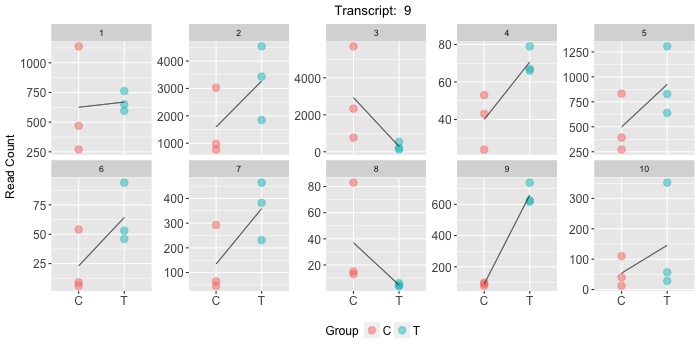 Transcript: 9
1 2 3 4 5
1000 750 500 250
4000 3000 2000 1000
4000 2000 0
80 60 40
1250 1000 750 500 250
6 7 8 9 10
75 50 25
400 300 200 100
80 60 40 20
600 400 200
300 200 100 0
C T C T C T C T C T
Read Count
Group C T